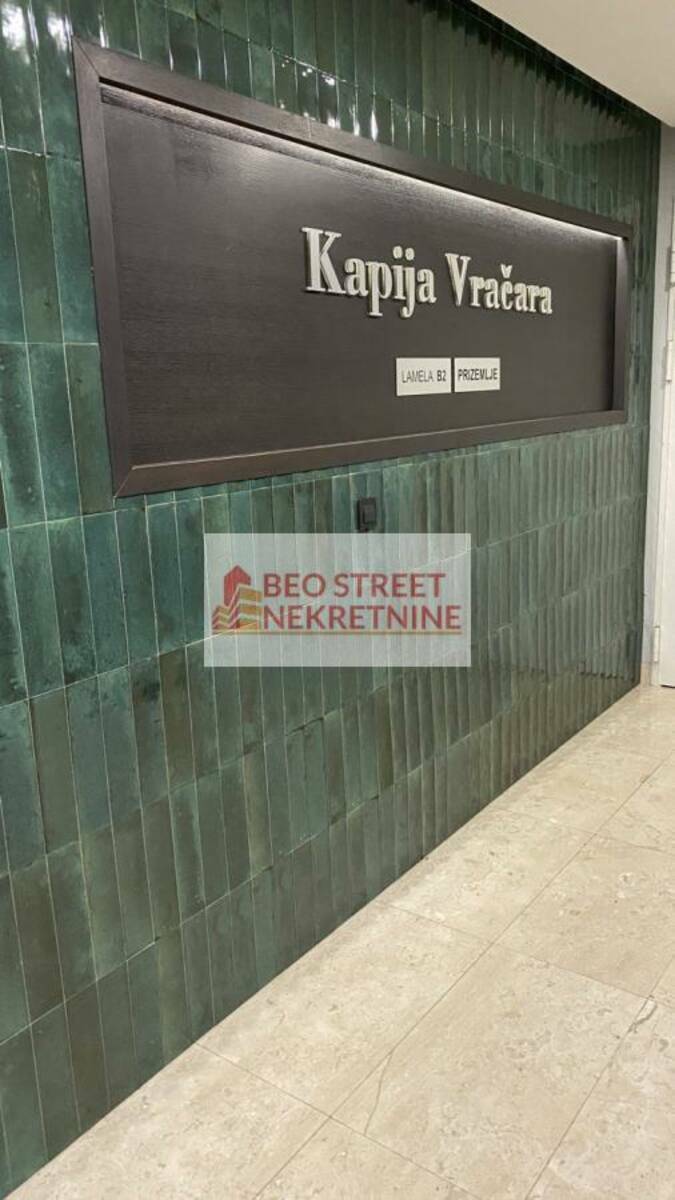 Kapija Vračara
LAMELA B2 PRIZEMLJE
BEO STREET
NEKRETNINE